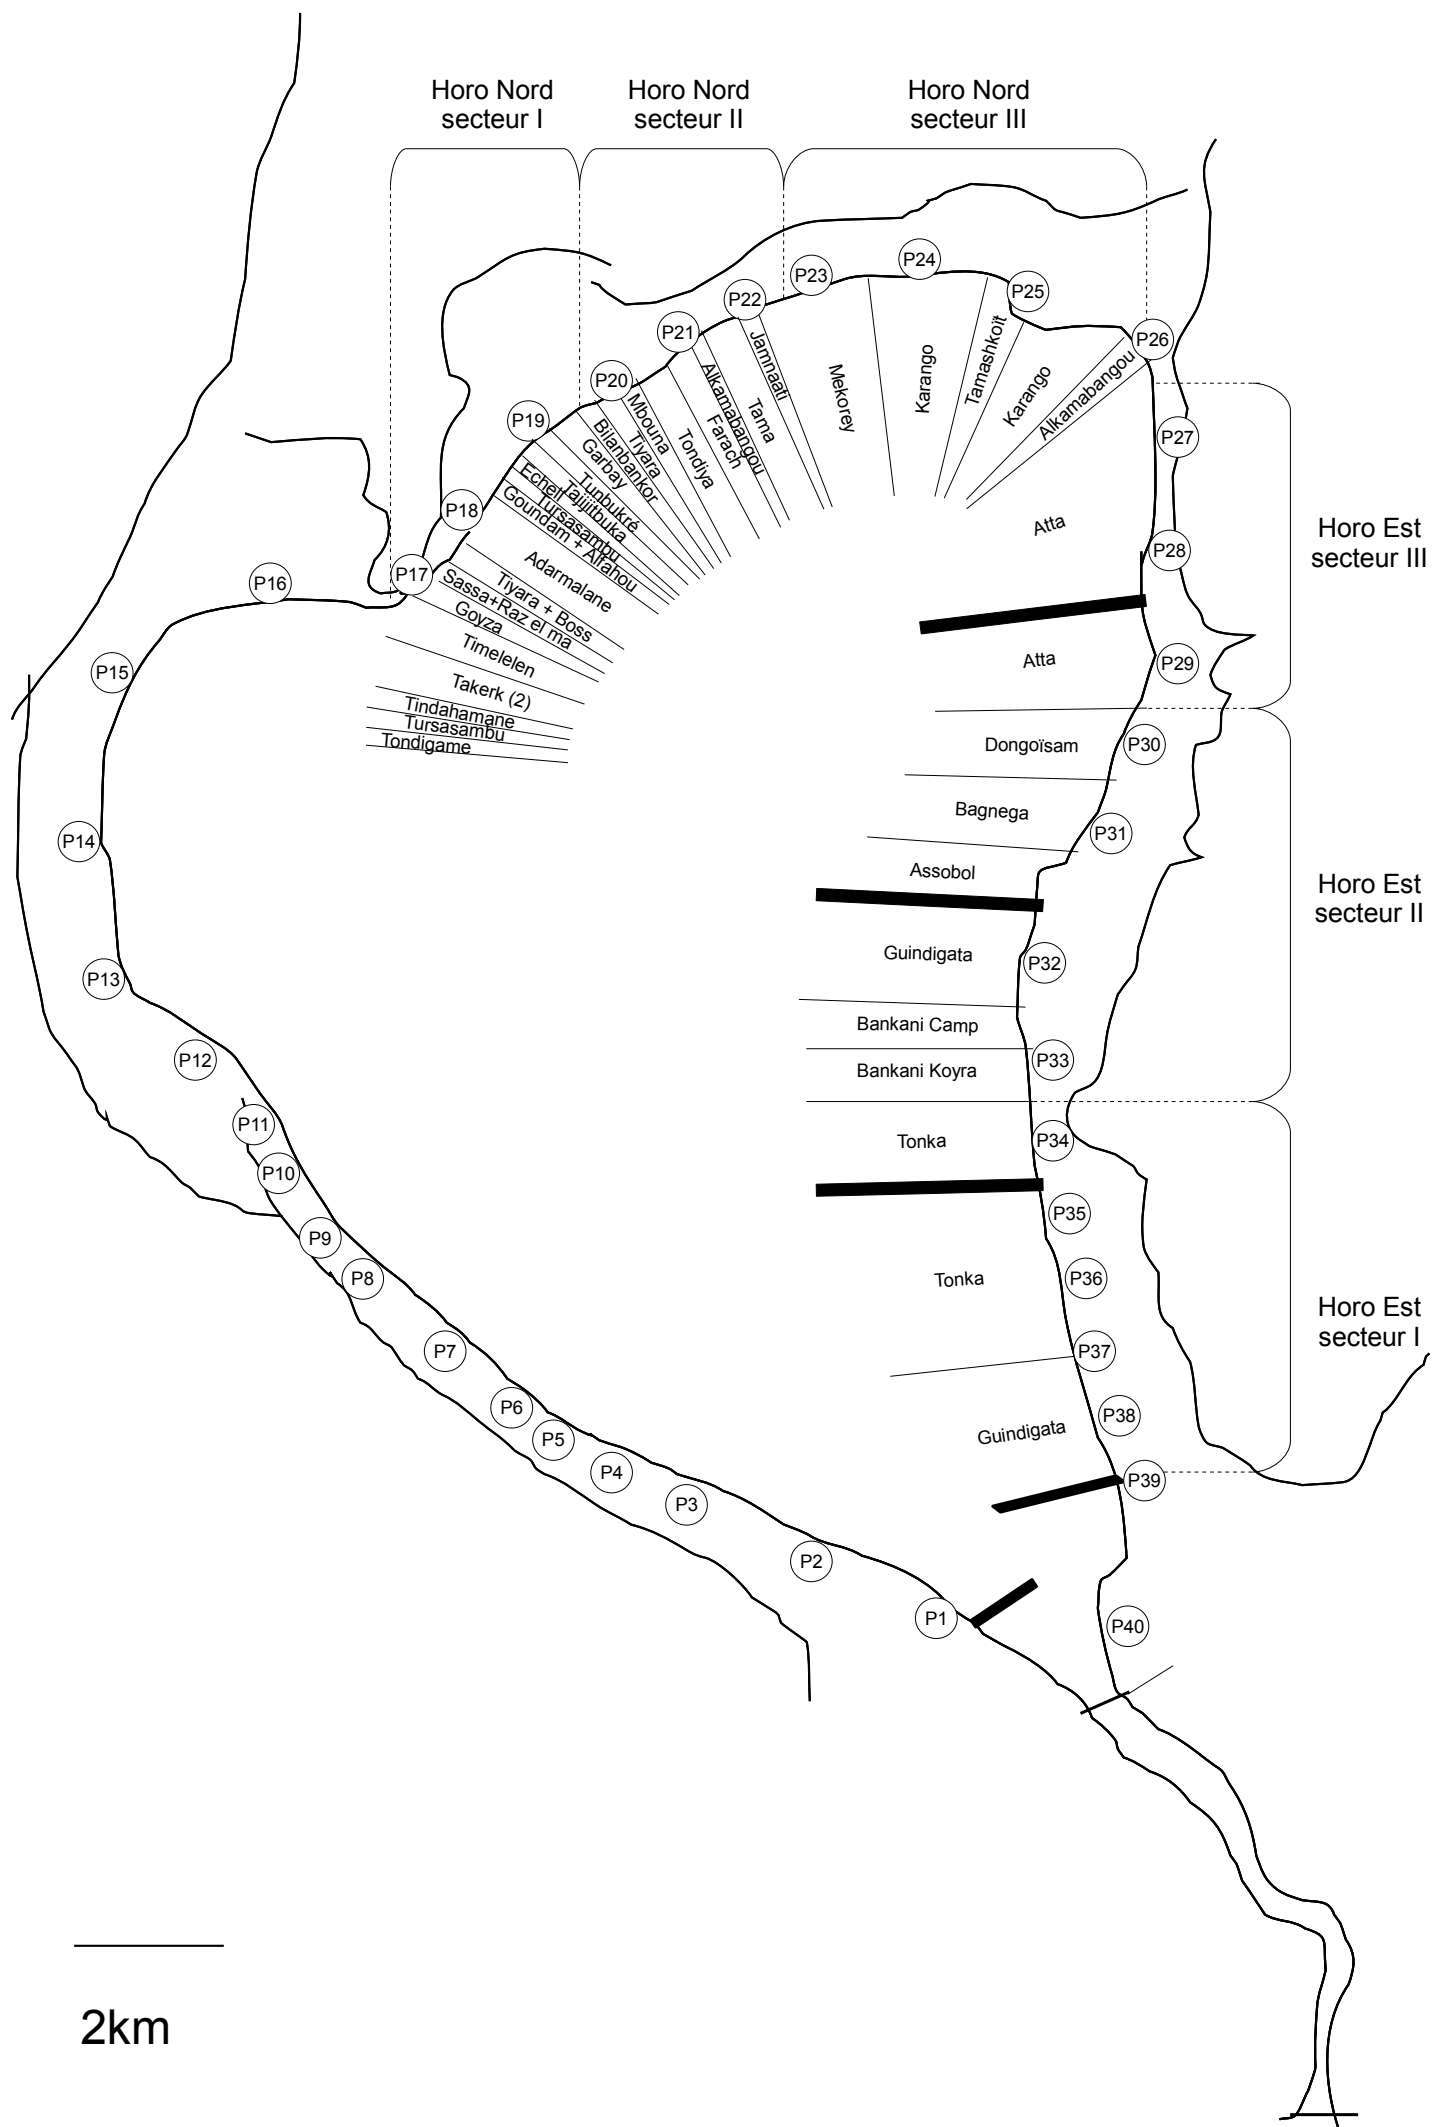 Horo Nord
secteur I
Horo Nord
secteur II
Horo Nord
secteur III
P24
P23
P25
P22
P21
P26
P20
P19
P27
P18
P28
P17
P16
P29
P15
P30
P31
P14
P32
P13
P12
P33
P11
P34
P10
P35
P9
P36
P8
P37
P7
P38
P6
P5
P4
P39
P3
P2
P1
P40
Tondigame
Tursasambu
Tindahamane
Takerk (2)
Timelelen
Goyza
Sassa+Raz el ma
Tiyara + Boss
Adarmalane
Goundam + Alfahou
Tursasambu
Echeif
Tajijitbuka
Tunbukré
Garbay
Bilanbankor
Tiyara
Mbouna
Tondiya
Farach
Alkamabangou
Tama
Jamnaati
Mekorey
Karango
Tamashkoït
Karango
Alkamabangou
Atta
Horo Est
secteur III
Atta
Dongoïsam
Bagnega
Assobol
Horo Est
secteur II
Guindigata
Bankani Camp
Bankani Koyra
Tonka
Tonka
Horo Est
secteur I
Guindigata
2km